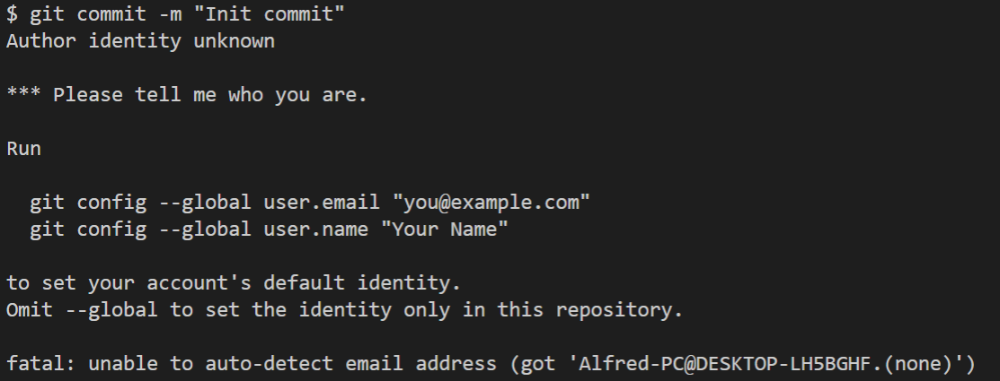 $ git commit -m "Init commit"
Author identity unknown
*** Please tell me who you are.
Run
git config --global user.email "you@example.com"
git config --global user.name "Your Name"
to set your account's default identity.
Omit --global to set the identity only in this repository.
fatal: unable to auto-detect email address (got 'Alfred-PC@DESKTOP-LH5BGHF.(none)')